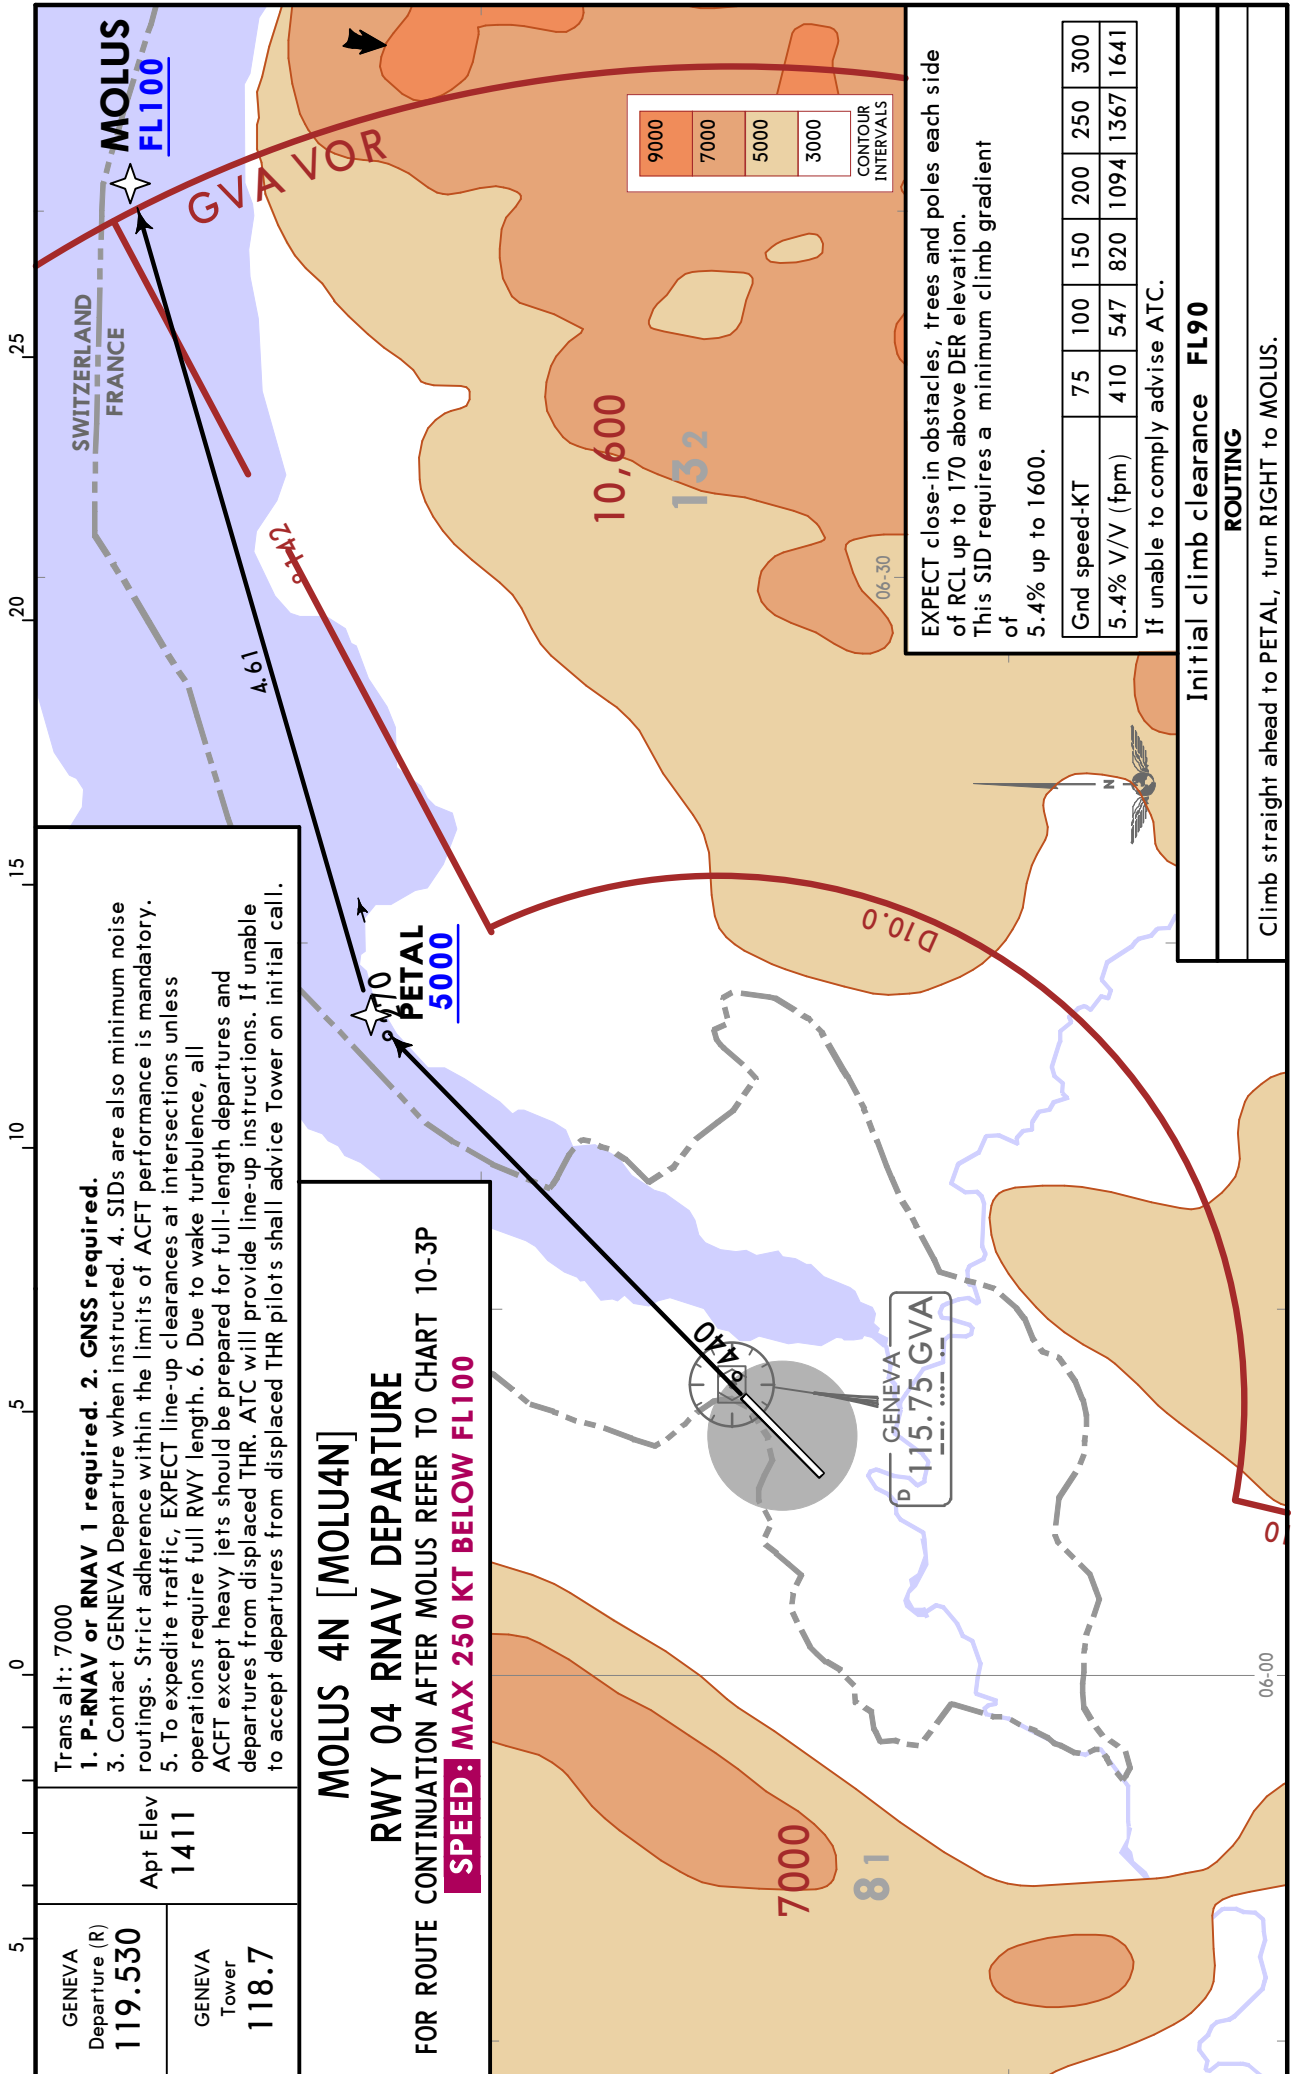 GENEVA
Departure (R)
119.530
GENEVA
Tower
118.7
Apt Elev
1411
Trans alt: 7000
1. P-RNAV or RNAV 1 required. 2. GNSS required.
3. Contact GENEVA Departure when instructed. 4. SIDs are also minimum noise
routings. Strict adherence within the limits of ACFT performance is mandatory.
5. To expedite traffic, EXPECT line-up clearances at intersections unless
operations require full RWY length. 6. Due to wake turbulence, all
ACFT except heavy jets should be prepared for full-length departures and
departures from displaced THR. ATC will provide line-up instructions. If unable
to accept departures from displaced THR pilots shall advice Tower on initial call.
MOLUS 4N [MOLU4N]
RWY 04 RNAV DEPARTURE
FOR ROUTE CONTINUATION AFTER MOLUS REFER TO CHART 10-3P
SPEED: MAX 250 KT BELOW FL100
5
0
5
10
15
20
25
SWITZERLAND
FRANCE
MOLUS
FL100
GVA VOR
142°
4.61
PETAL
5000
070°
044°
D10.0
D
GENEVA
115.75 GVA
10,600
13 2
7000
8 1
06-30
06-00
N
01
9000
7000
5000
3000
CONTOUR
INTERVALS
EXPECT close-in obstacles, trees and poles each side
of RCL up to 170 above DER elevation.
This SID requires a minimum climb gradient
of
5.4% up to 1600.
Gnd speed-KT 75 100 150 200 250 300
5.4% V/V (fpm) 410 547 820 1094 1367 1641
If unable to comply advise ATC.
Initial climb clearance FL90
ROUTING
Climb straight ahead to PETAL, turn RIGHT to MOLUS.